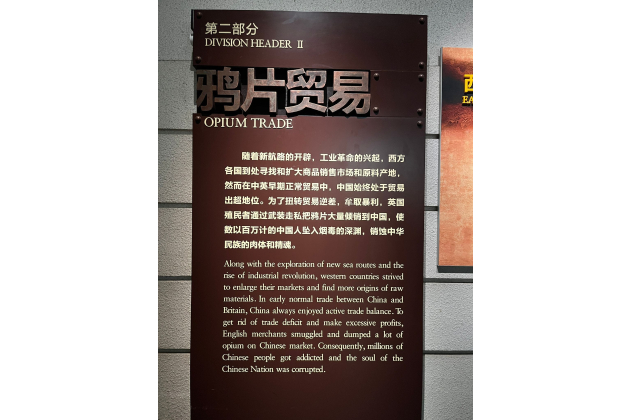 第二部分
DIVISION HEADER II
鸦片贸易
OPIUM TRADE
随着新航路的开辟，工业革命的兴起，西方
各国到处寻找和扩大商品销售市场和原料产地，
然而在中英早期正常贸易中，中国始终处于贸易
出超地位。为了扭转贸易逆差，牟取暴利，英国
殖民者通过武装走私把鸦片大量倾销到中国，使
数以百万计的中国人坠入烟毒的深渊，销蚀中华
民族的肉体和精魂。
Along with the exploration of new sea routes and the
rise of industrial revolution, western countries strived
to enlarge their markets and find more origins of raw
materials. In early normal trade between China and
Britain, China always enjoyed active trade balance. To
get rid of trade deficit and make excessive profits,
English merchants smuggled and dumped a lot of
opium on Chinese market. Consequently, millions of
Chinese people got addicted and the soul of the
Chinese Nation was corrupted.
西
EA